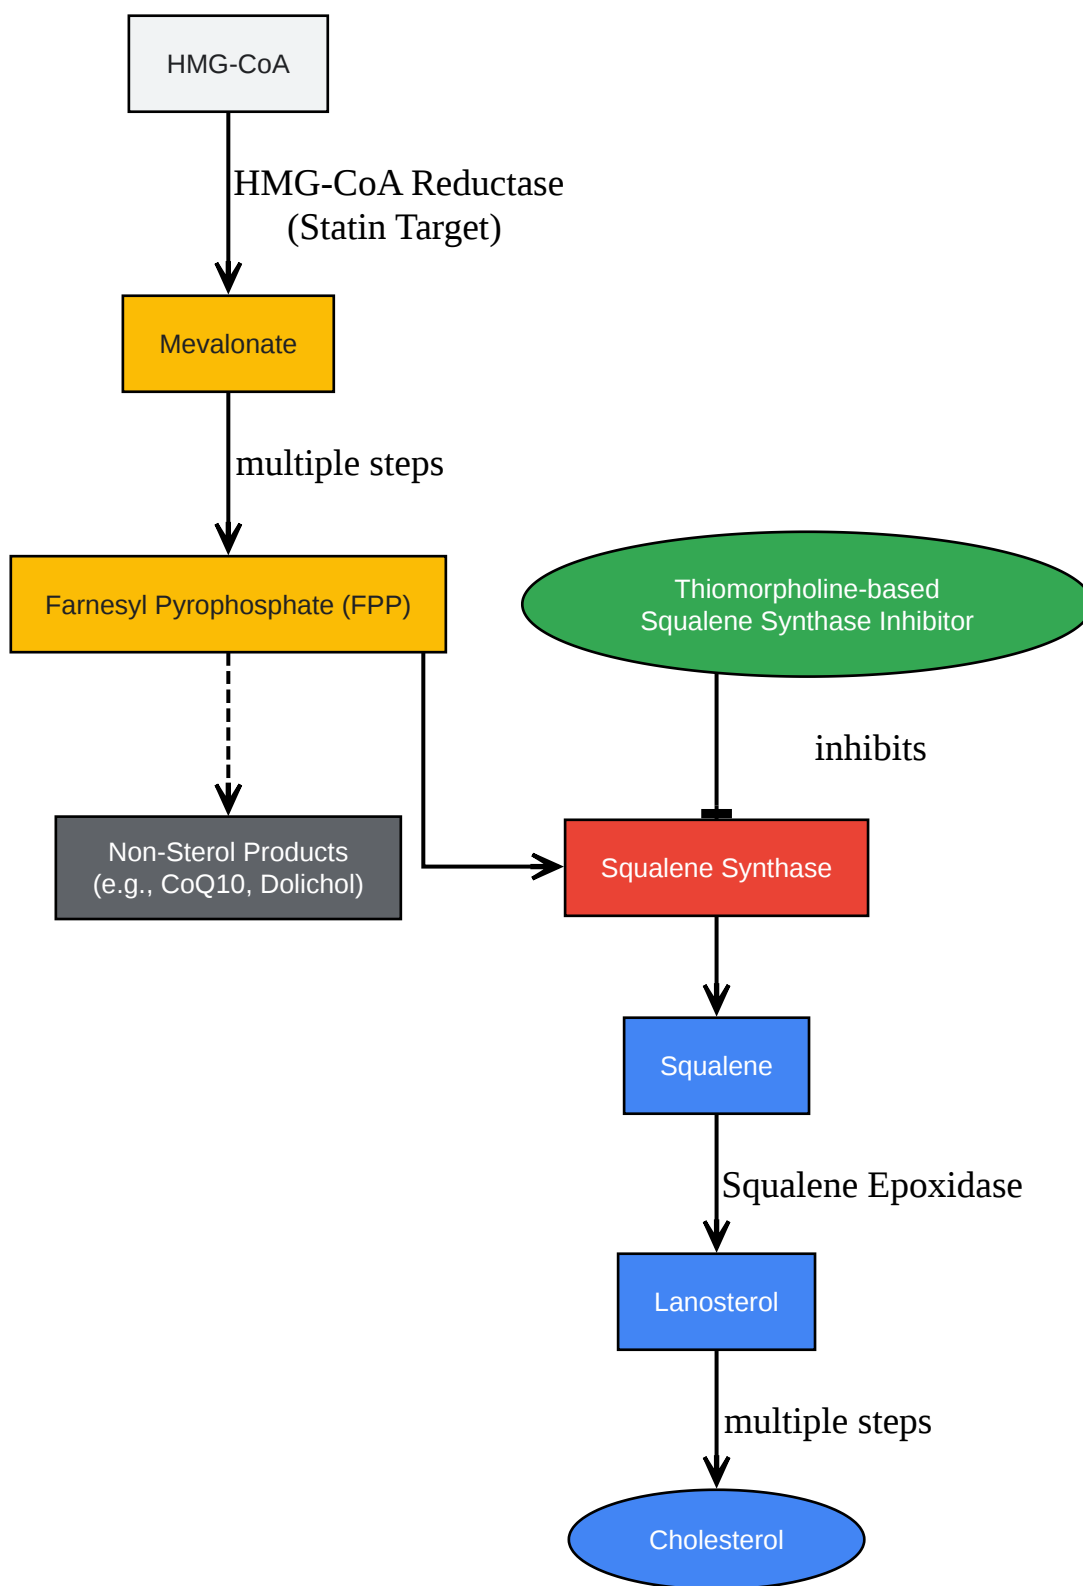 HMG-CoA
HMG-CoA Reductase
(Statin Target)
Mevalonate
multiple steps
Farnesyl Pyrophosphate (FPP)
Thiomorpholine-based
Squalene Synthase Inhibitor
inhibits
Non-Sterol Products
(e.g., CoQ10, Dolichol)
Squalene Synthase
Squalene
Squalene Epoxidase
Lanosterol
multiple steps
Cholesterol